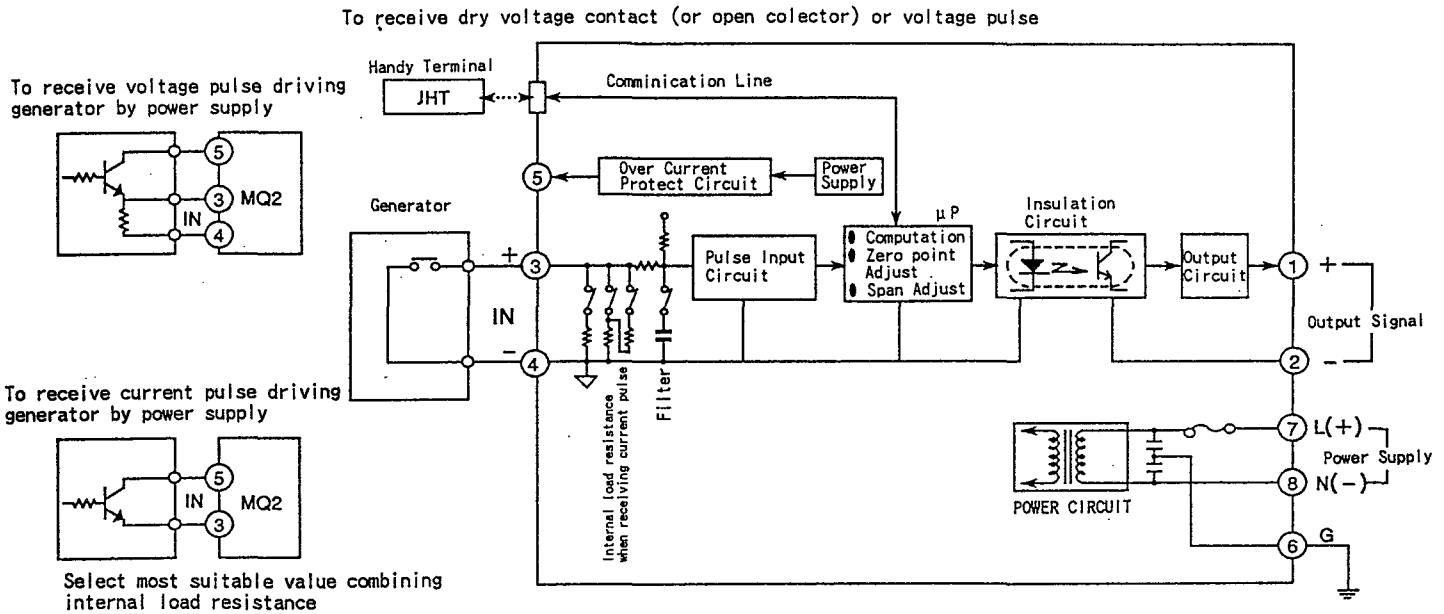 To receive dry voltage contact (or open colector) or voltage pulse
To receive voltage pulse driving
generator by power supply
5
3
MQ2
IN
4
Handy Terminal
JHT
Comminication Line
5
Over Current
Protect Circuit
Power
Supply
Generator
+
3
IN
-
4
Pulse Input
Circuit
μP
Computation
Zero point
Adjust
Span Adjust
Insulation
Circuit
Output
Circuit
1
+
Output Signal
2
-
Internal load resistance
when receiving current pulse
Filter
To receive current pulse driving
generator by power supply
5
IN
MQ2
3
Select most suitable value combining
internal load resistance
POWER CIRCUIT
7
L(+)
Power Supply
8
N(-)
6
G